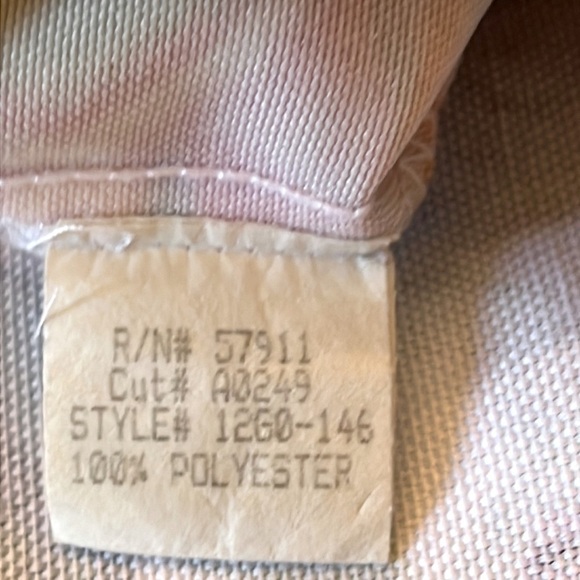 R/N# 57911
Cut# A0249
STYLE# 12G0-146
100% POLYESTER